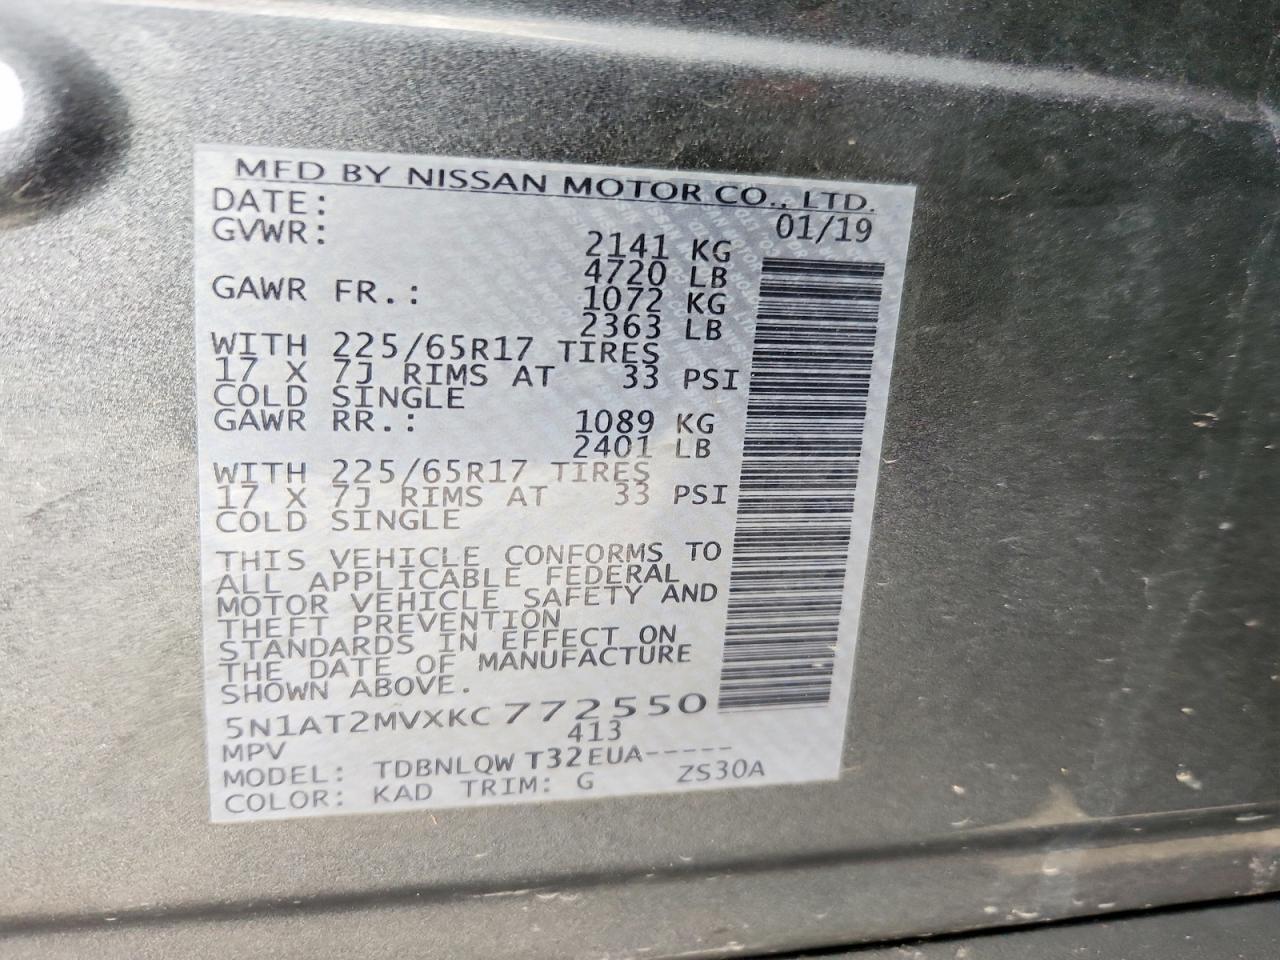 MFD BY NISSAN MOTOR CO., LTD.
DATE: 01/19
GVWR: 2141 KG
4720 LB
GAWR FR.: 1072 KG
2363 LB
WITH 225/65R17 TIRES
17 X 7J RIMS AT 33 PSI
COLD SINGLE
GAWR RR.: 1089 KG
2401 LB
WITH 225/65R17 TIRES
17 X 7J RIMS AT 33 PSI
COLD SINGLE
THIS VEHICLE CONFORMS TO
ALL APPLICABLE FEDERAL
MOTOR VEHICLE SAFETY AND
THEFT PREVENTION
STANDARDS IN EFFECT ON
THE DATE OF MANUFACTURE
SHOWN ABOVE.
5N1AT2MVXKC772550
MPV 413
MODEL: TDBNLQW T32EUA-----
COLOR: KAD TRIM: G ZS30A